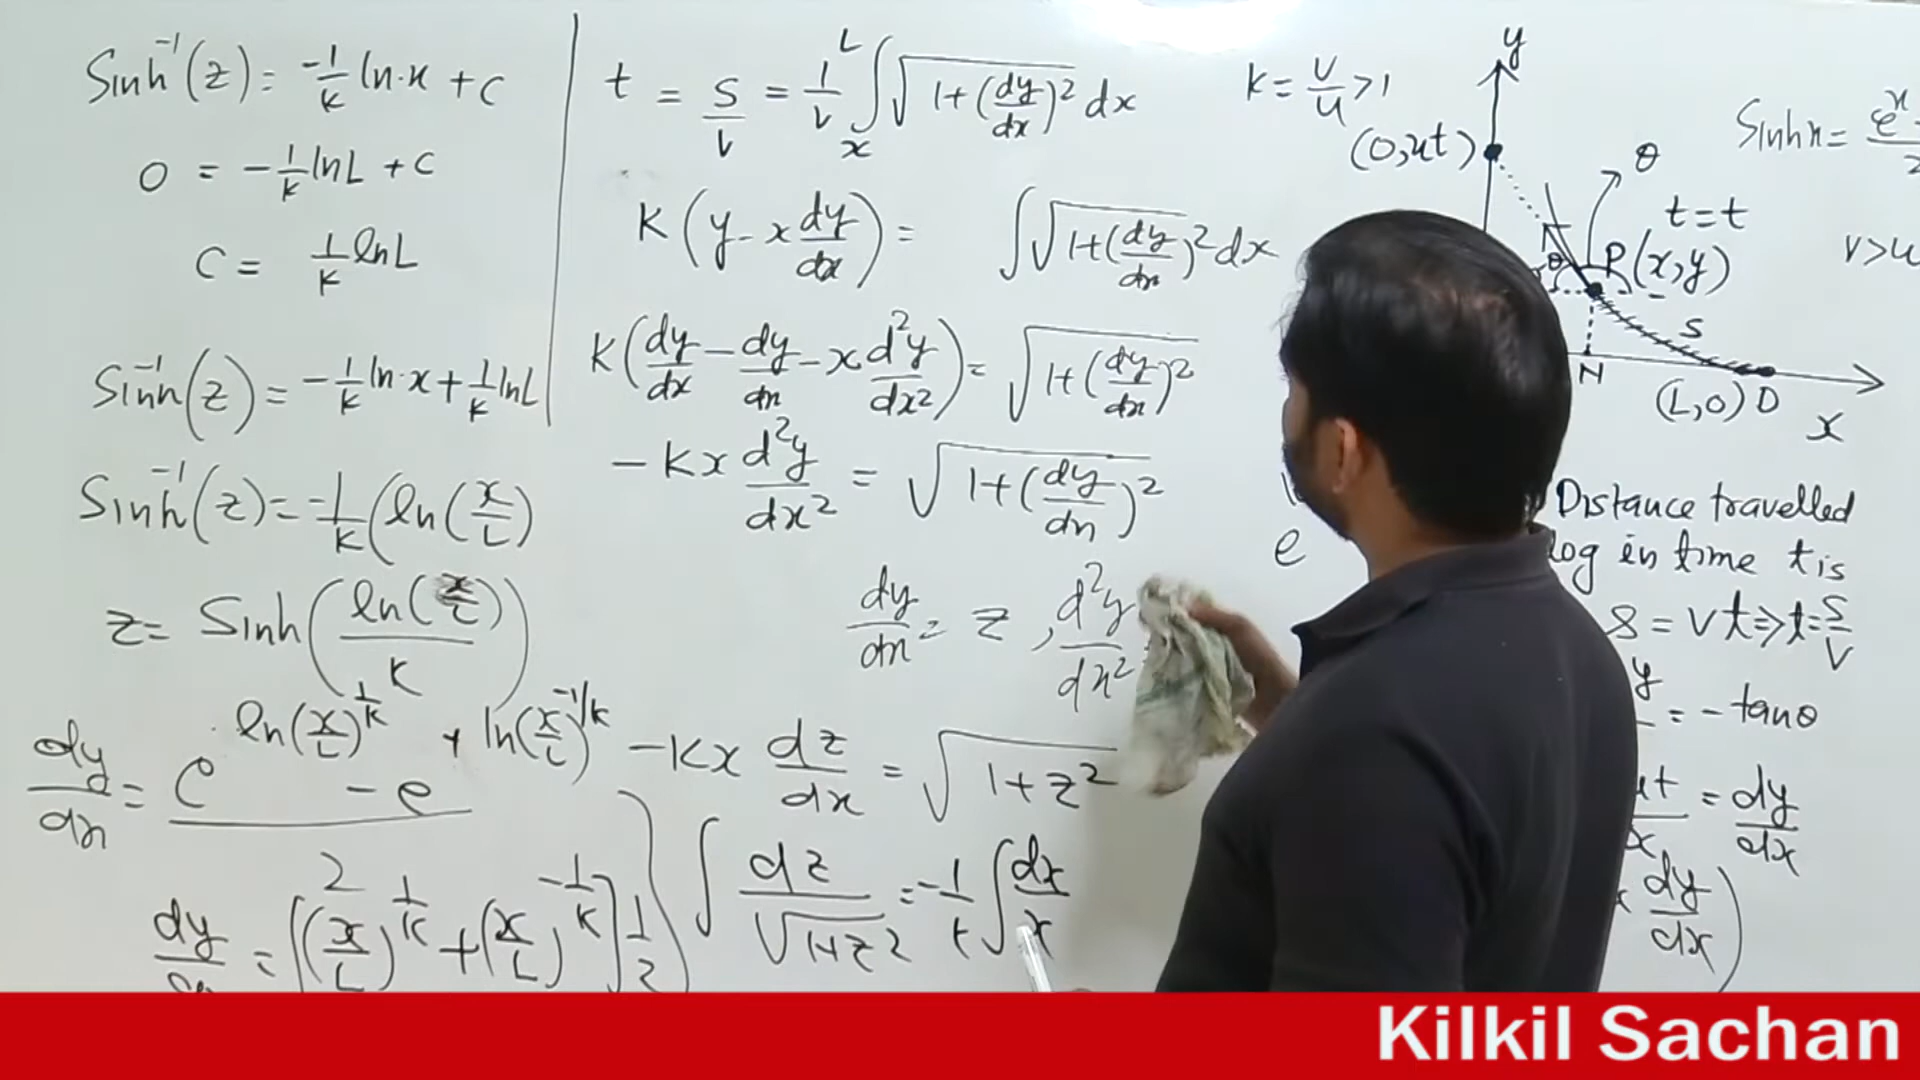 Sinh⁻¹(z) = -1/k ln·x + c
0 = -1/k lnL + c
c = 1/k lnL
Sinh⁻¹(z) = -1/k ln·x + 1/k lnL
Sinh⁻¹(z) = -1/k (ln(x/L)
z = Sinh(ln(x/L)/k)
dy/dx = (e^(ln(x/L)^(1/k)) - e^(+ ln(x/L)^(-1/k)))/2
dy/dx = [(x/L)^(1/k) + (x/L)^(-1/k)] 1/2
t = s/v = 1/v ∫ₓᴸ √(1+(dy/dx)²) dx
k(y - x dy/dx) = ∫√(1+(dy/dx)²) dx
k(dy/dx - dy/dx - x d²y/dx²) = √(1+(dy/dx)²)
-kx d²y/dx² = √(1+(dy/dx)²)
dy/dx = z, d²y/dx²
-kx dz/dx = √(1+z²)
∫ dz/√(1+z²) = -1/k ∫ dx/x
k = v/u >1
y
(0,ut)
θ
t=t
θ
P(x,y)
s
N
(L,0) D
x
Sinhx = eˣ
v>u
e
Distance travelled
log in time t is
s = vt ⇒ t = s/v
y = -tanθ
ut/x = dy/dx
x dy/dx)
Kilkil Sachan